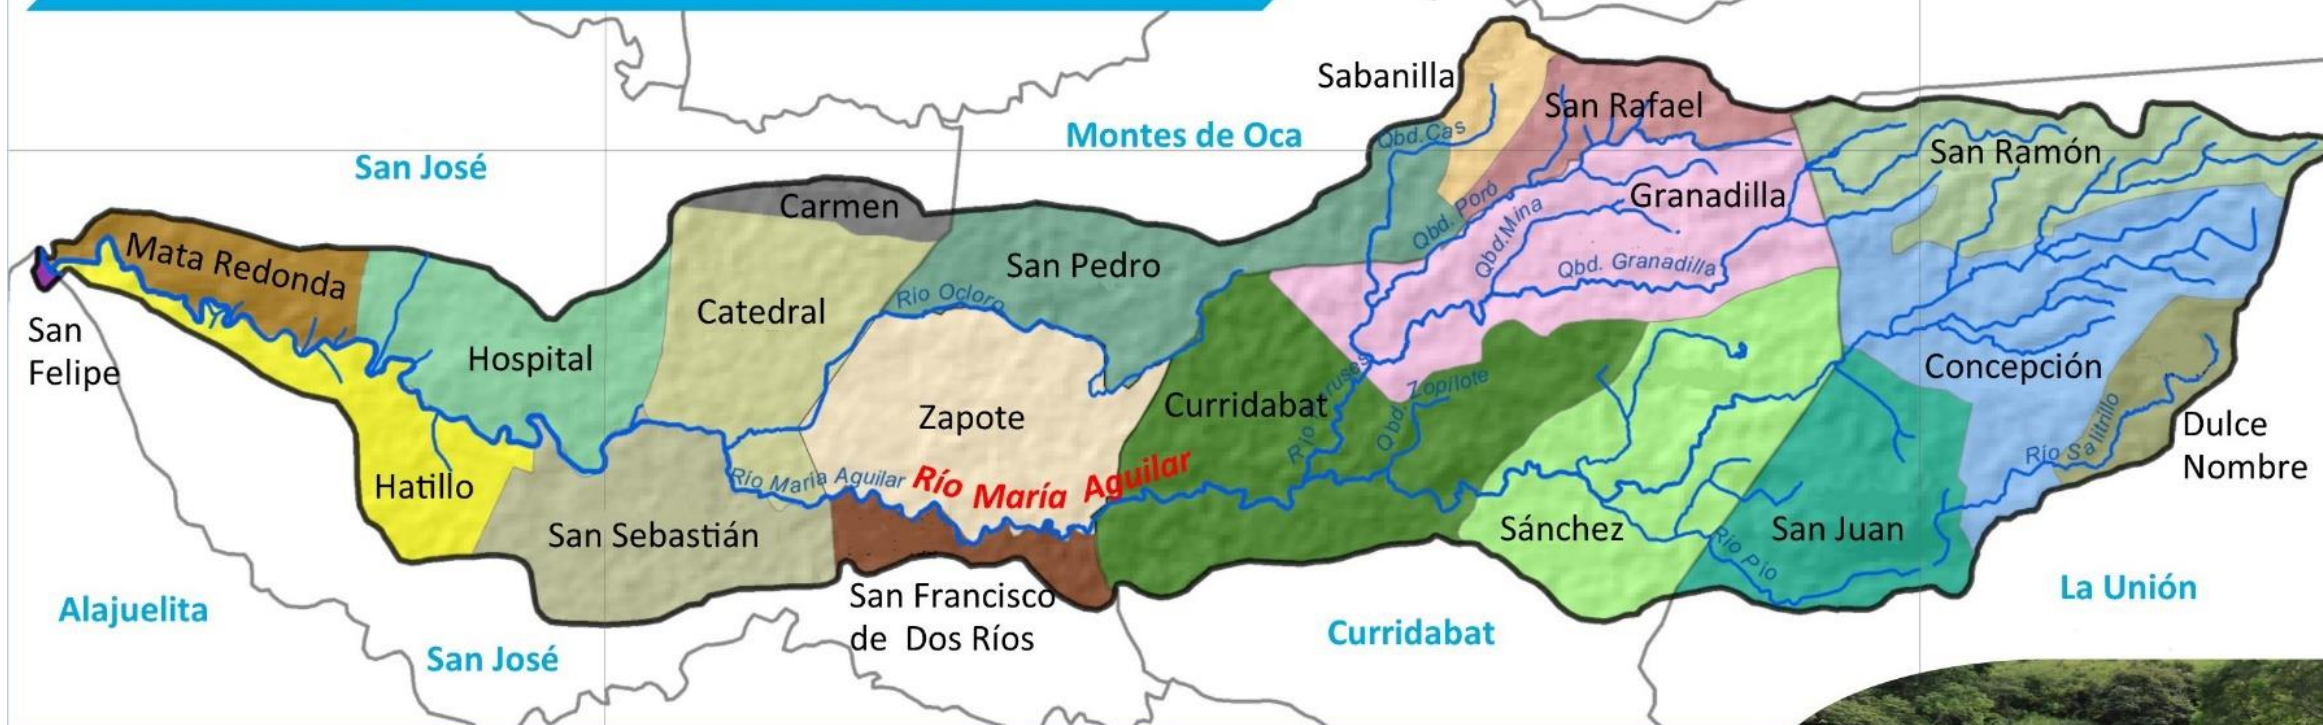 Sabanilla
San Rafael
Montes de Oca
Qbd.Cas
San José
San Ramón
Carmen
Granadilla
Qbd. Poró
Qbd.Mina
Mata Redonda
San Pedro
Qbd. Granadilla
Río Ocloro
Catedral
San
Felipe
Hospital
Concepción
Zapote
Curridabat
Qbd. Zopilote
Dulce
Nombre
Río Salitrillo
Hatillo
Río María Aguilar
Río María Aguilar
San Sebastián
Sánchez
San Juan
Río Pío
San Francisco
de Dos Ríos
Alajuelita
La Unión
Curridabat
San José